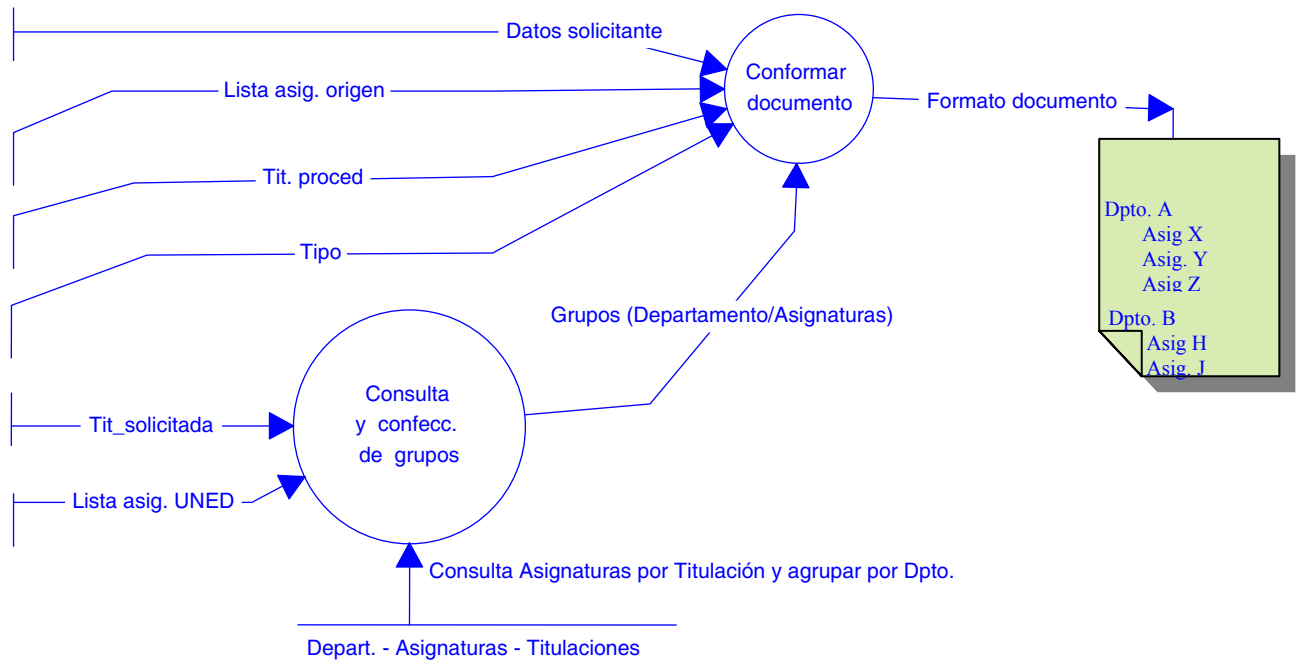 Datos solicitante
Conformar
documento
Lista asig. origen
Formato documento
Tit. proced
Tipo
Dpto. A
Asig X
Asig. Y
Asig Z
Dpto. B
Asig H
Asig. J
Grupos (Departamento/Asignaturas)
Consulta
y confecc.
de grupos
Tit_solicitada
Lista asig. UNED
Consulta Asignaturas por Titulación y agrupar por Dpto.
Depart. - Asignaturas - Titulaciones